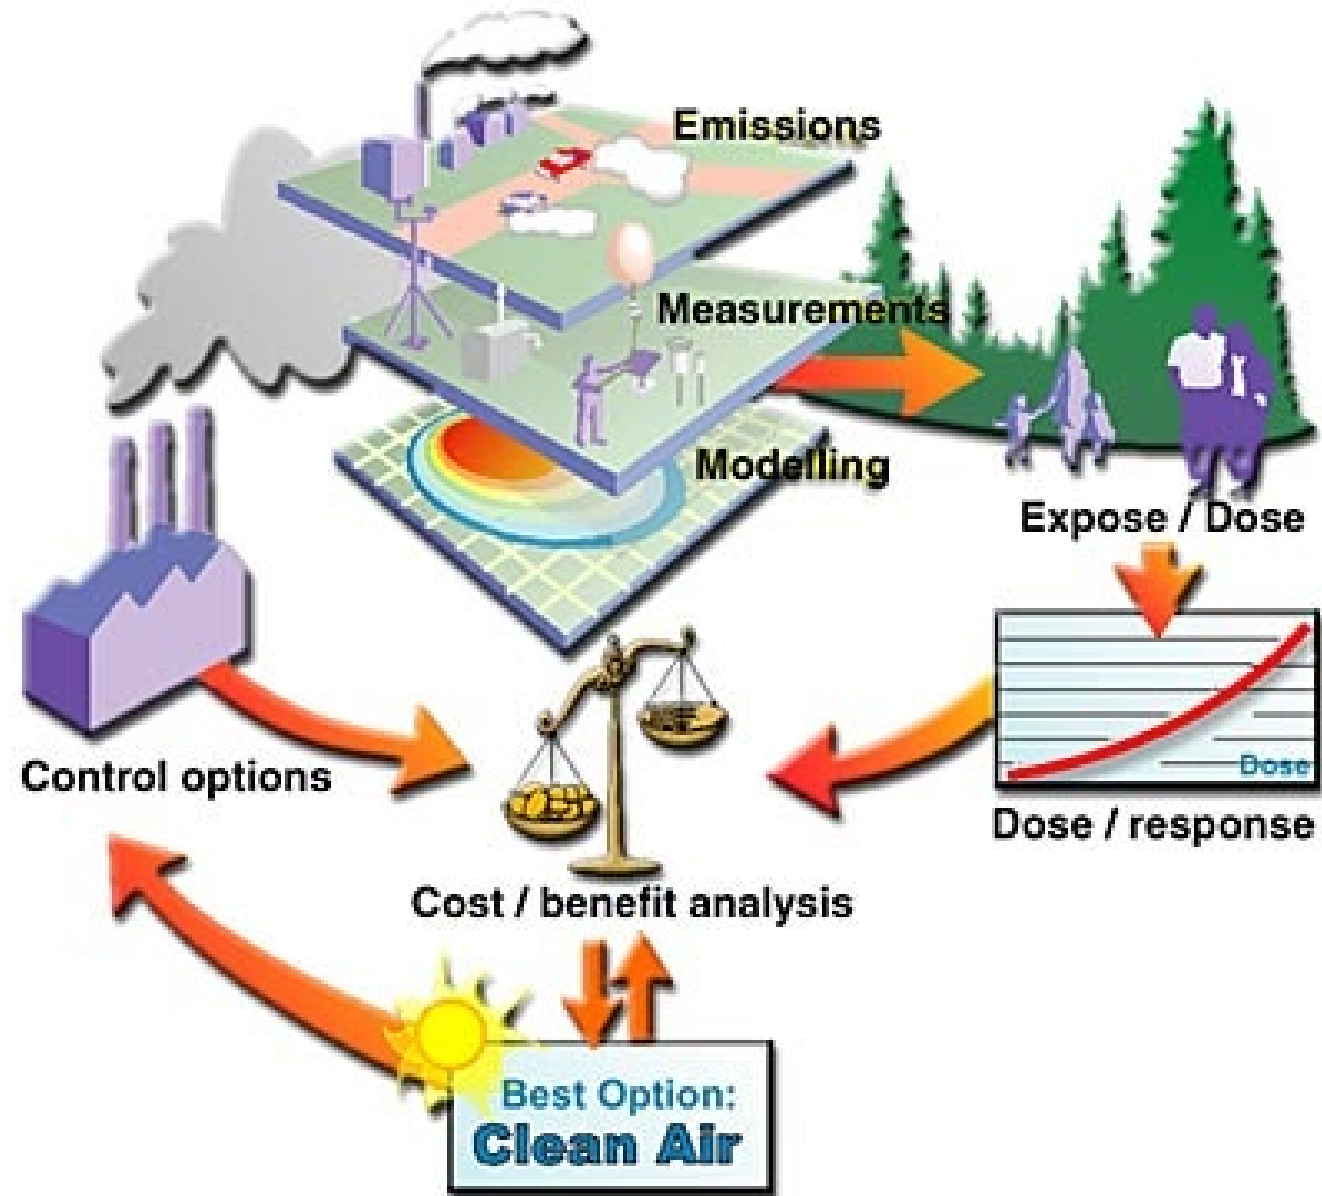 Emissions
Measurements
Modelling
Expose / Dose
Dose
Dose / response
Control options
Cost / benefit analysis
Best Option:
Clean Air